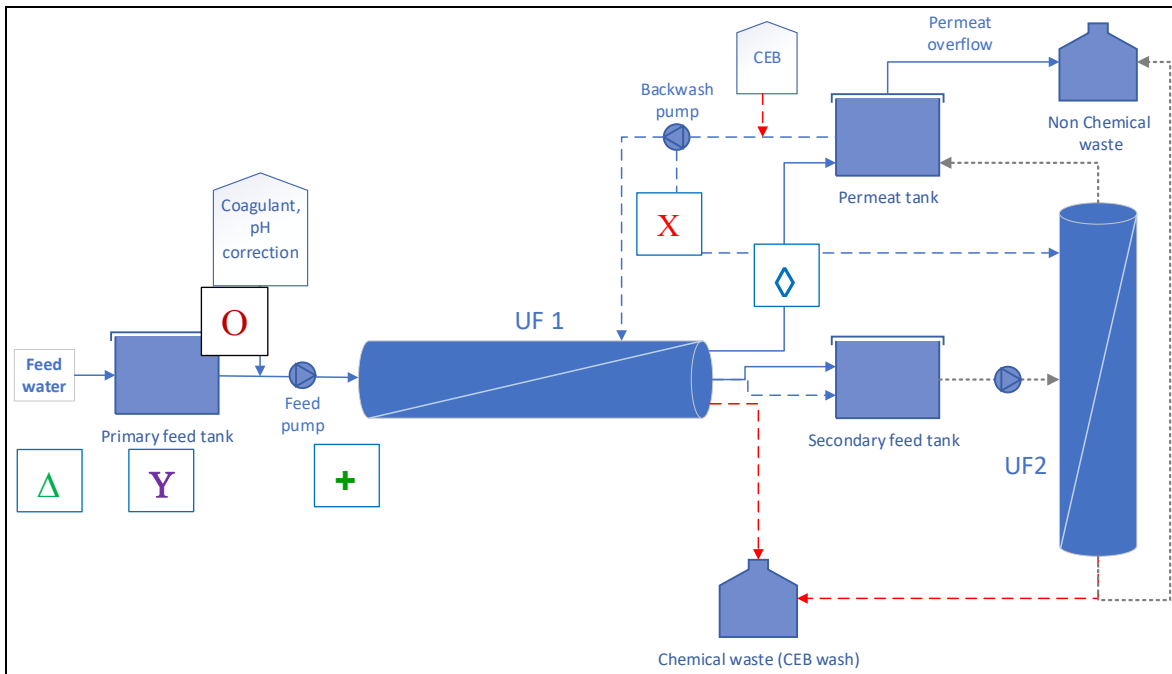 Permeat
overflow
CEB
Backwash
pump
Non Chemical
waste
Permeat tank
Coagulant,
pH
correction
X
◊
O
UF 1
Feed
water
Feed
pump
Primary feed tank
Secondary feed tank
UF2
Δ
Y
+
Chemical waste (CEB wash)